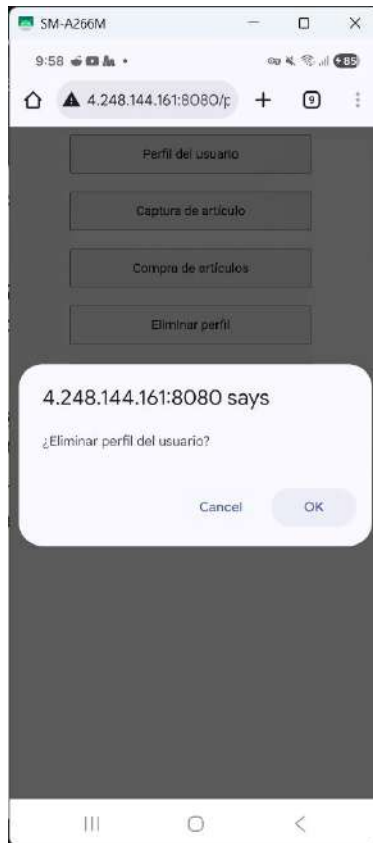 SM-A266M
9:58
85
4.248.144.161:8080/p
9
Perfil del usuario
Captura de artículo
Compra de artículos
Eliminar perfil
4.248.144.161:8080 says
¿Eliminar perfil del usuario?
Cancel
OK